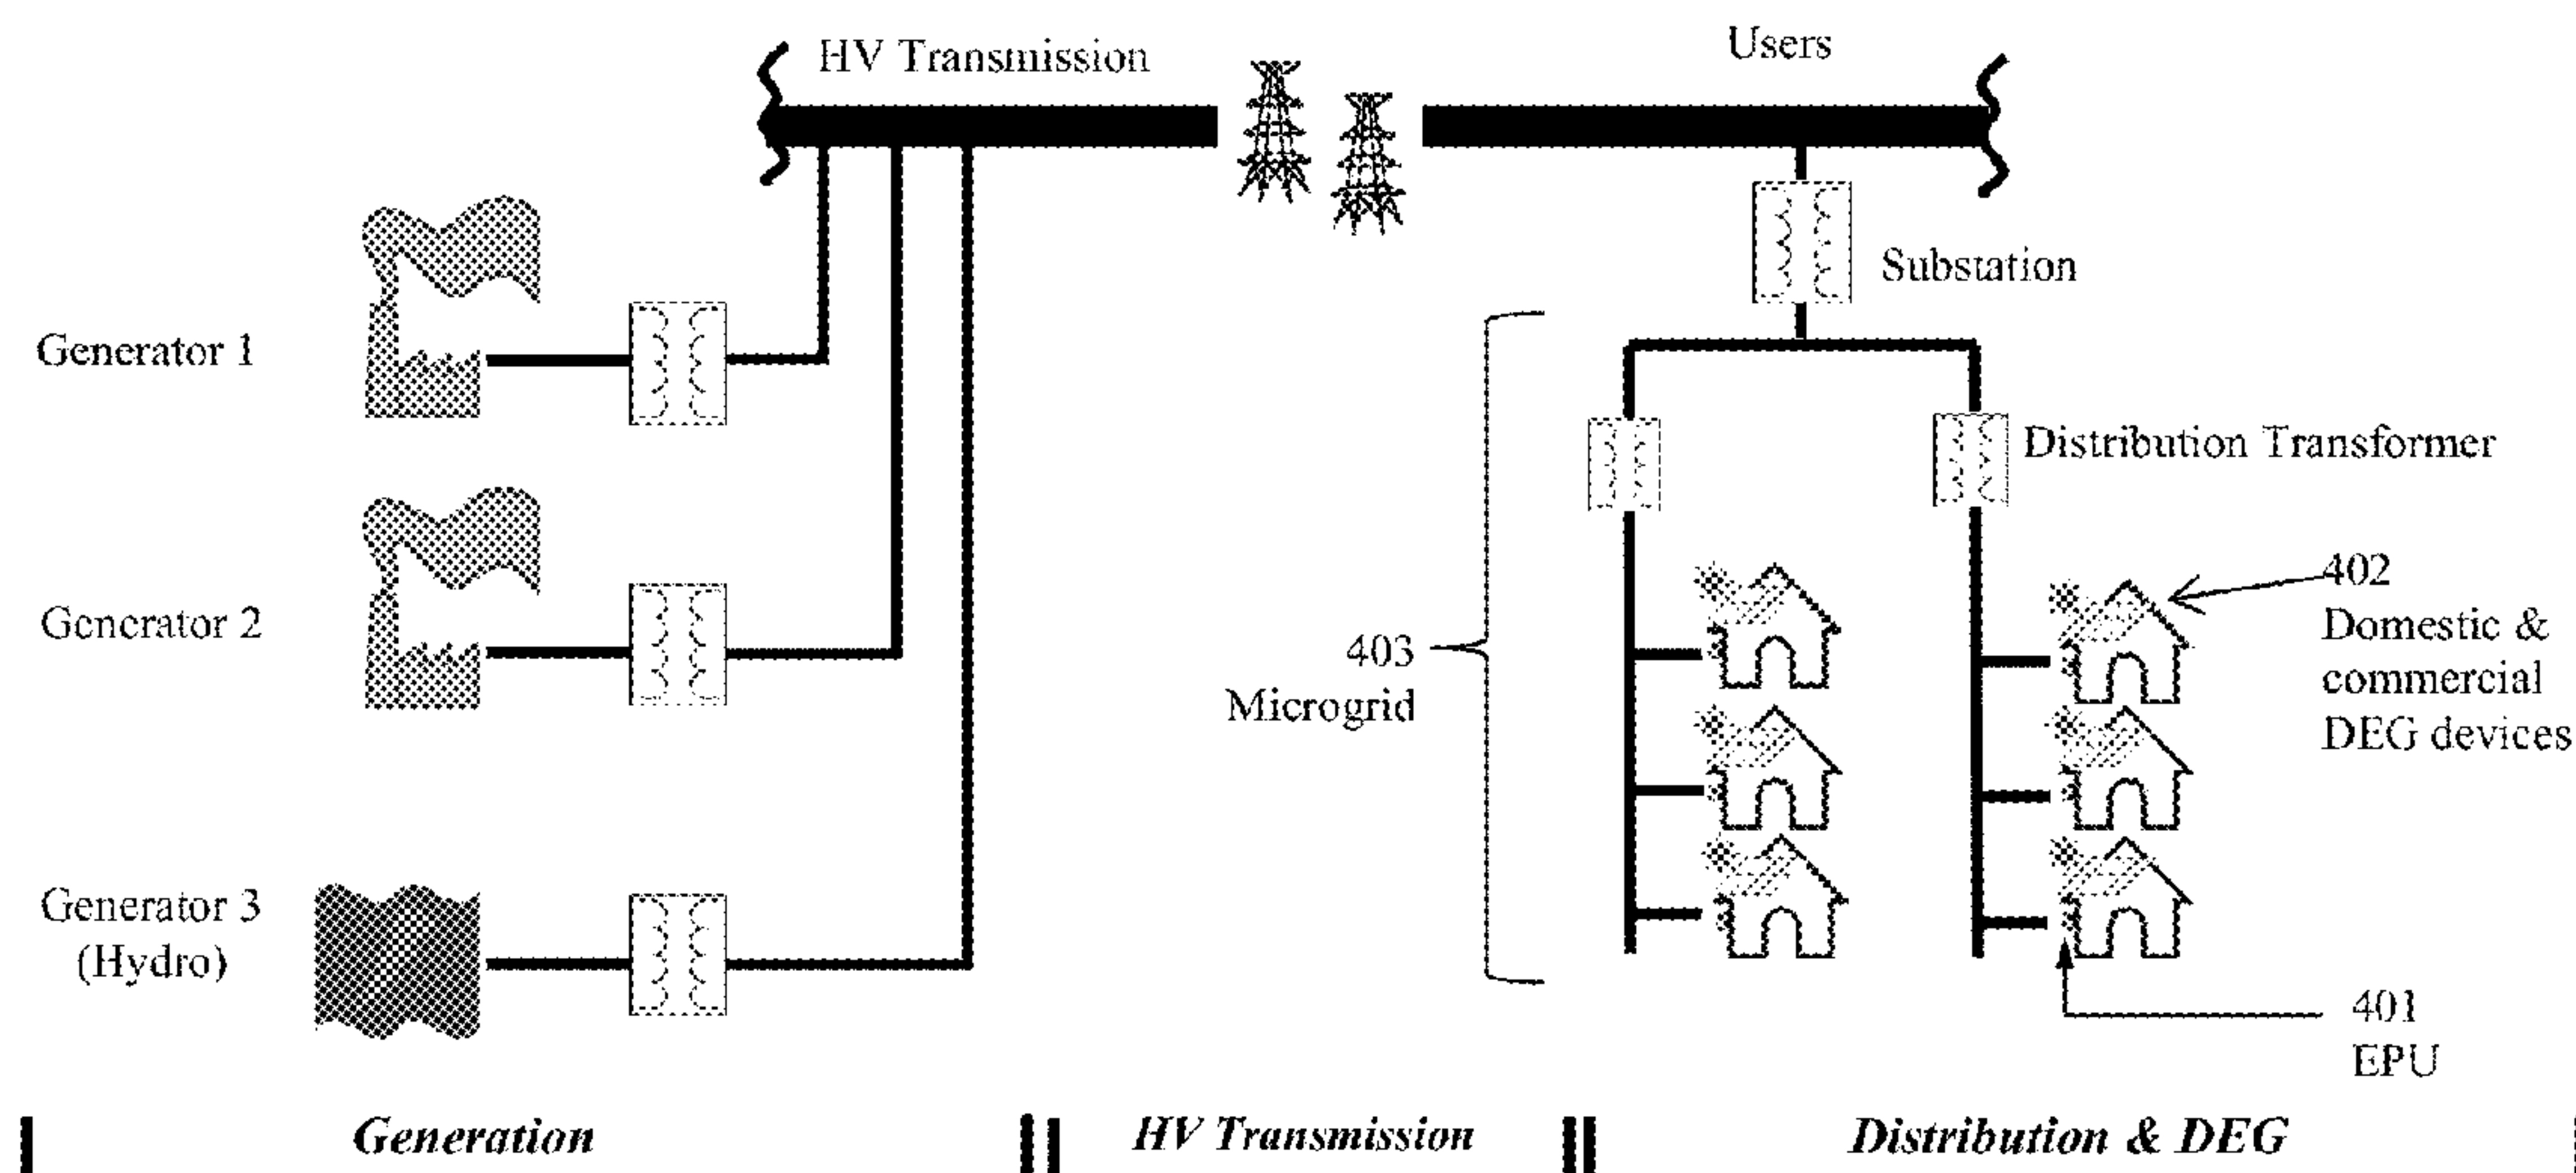 HV Transmission
Users
Substation
Generator 1
Distribution Transformer
402
Domestic &
commercial
DEG devices
Generator 2
403
Microgrid
Generator 3
(Hydro)
401
EPU
Generation
HV Transmission
Distribution & DEG